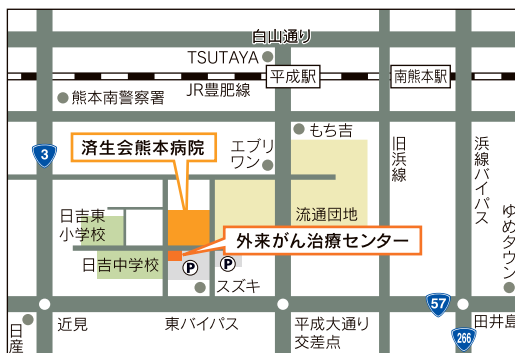 白山通り
TSUTAYA
平成駅
南熊本駅
JR豊肥線
熊本南警察署
もち吉
3
済生会熊本病院
エブリ
ワン
旧浜線
浜線バイパス
日吉東
小学校
流通団地
ゆめタウン
外来がん治療センター
日吉中学校
P
P
スズキ
57
日産
近見
東バイパス
平成大通り
交差点
田井島
266